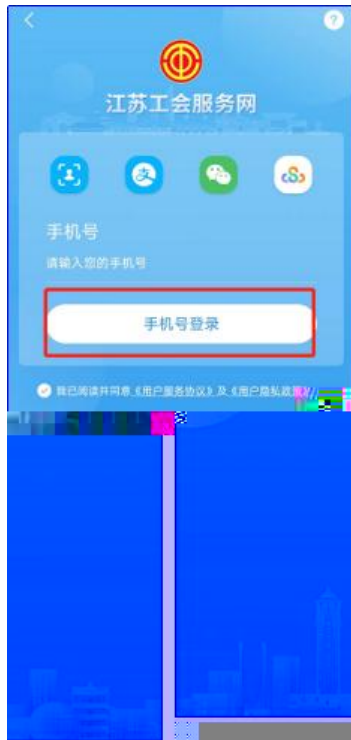 江苏工会服务网
手机号
请输入您的手机号
手机号登录
我已阅读并同意《用户服务协议》及《用户隐私政策》